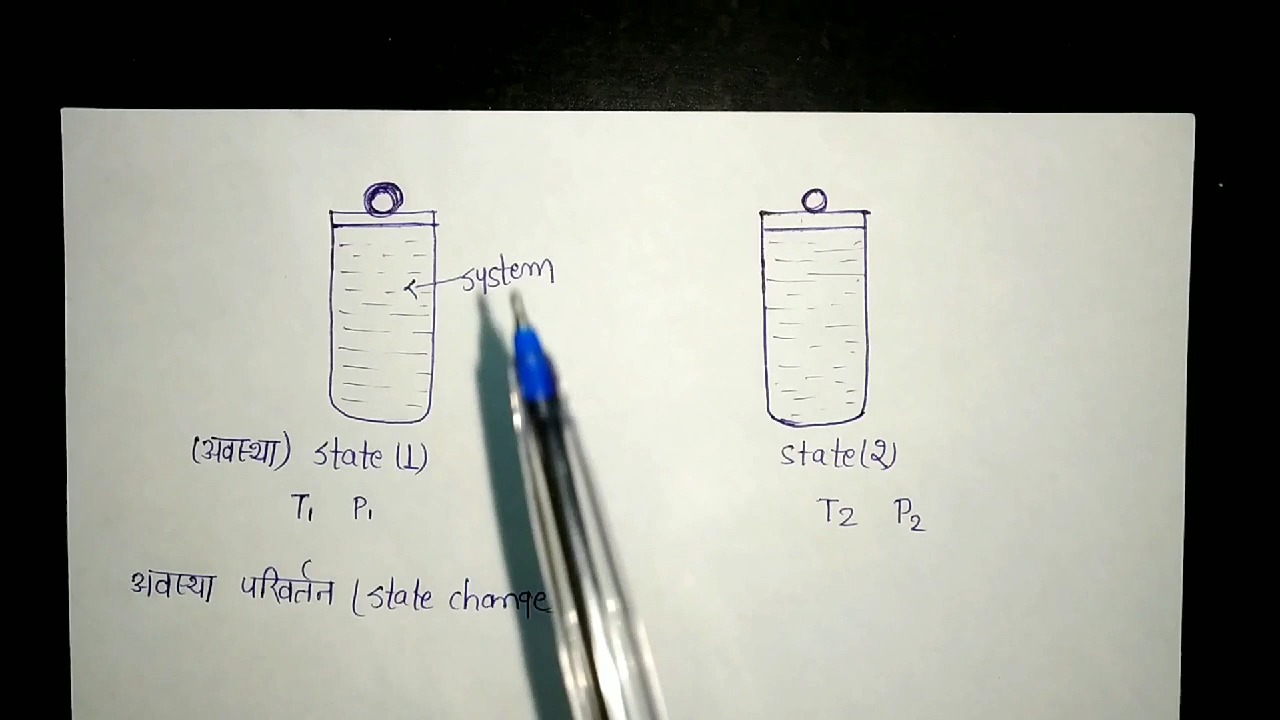 system
(अवस्था) state (1)
state(2)
T1 P1
T2 P2
अवस्था परिवर्तन (state change